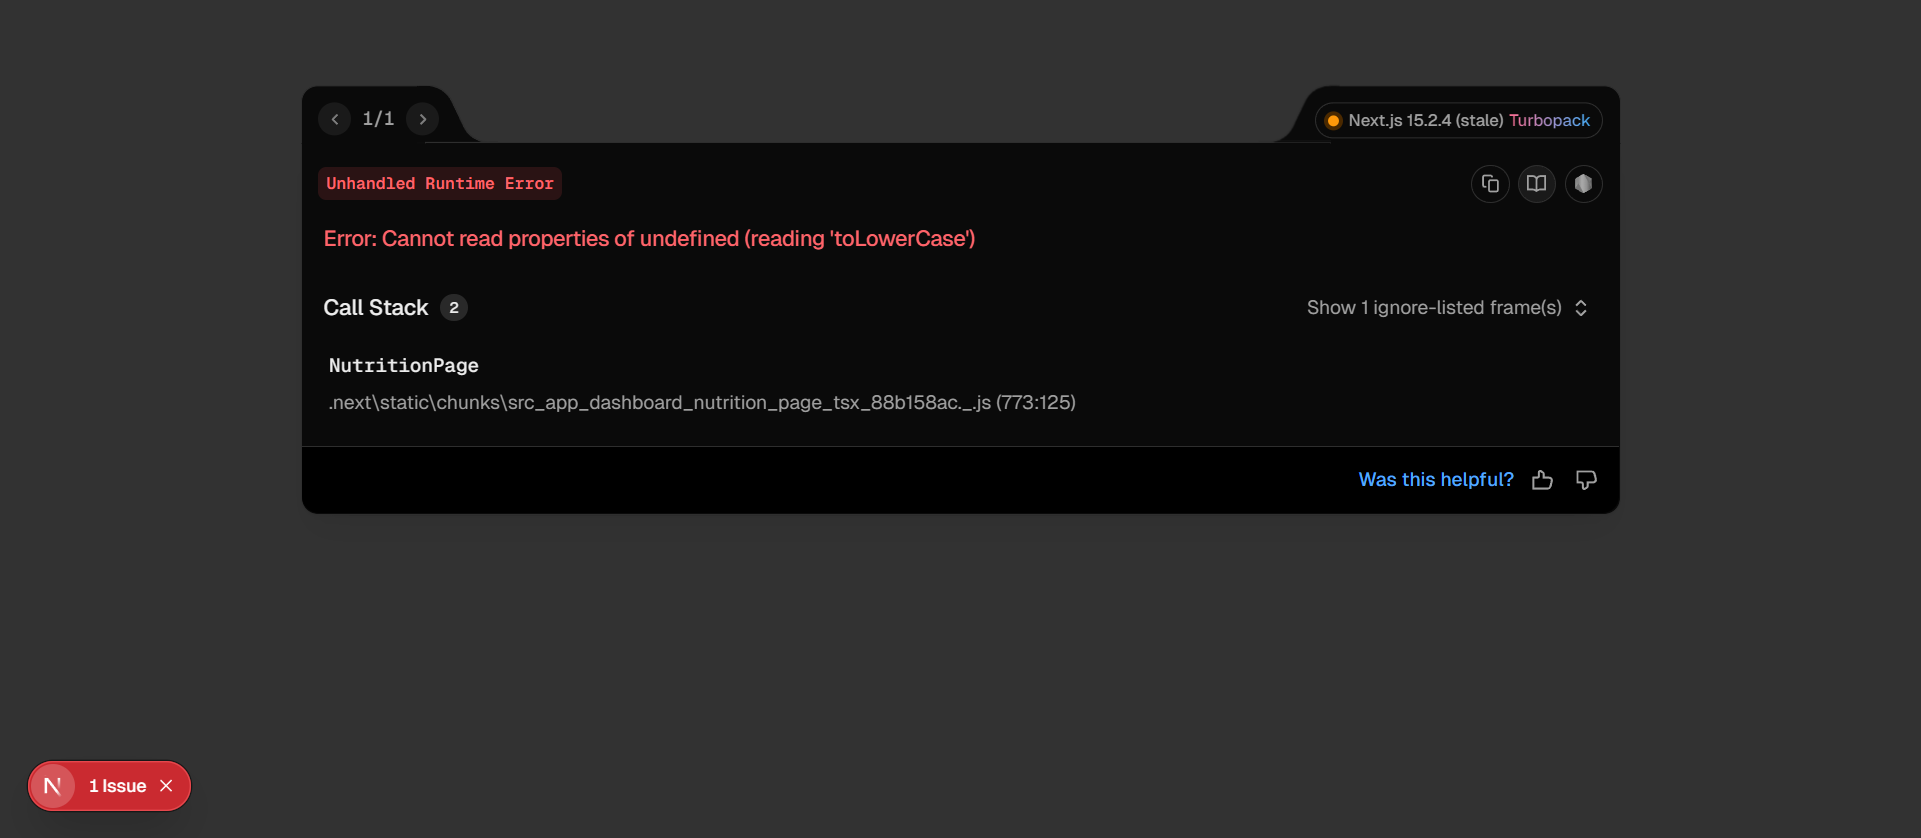 1/1
Next.js 15.2.4 (stale) Turbopack
Unhandled Runtime Error
Error: Cannot read properties of undefined (reading 'toLowerCase')
Call Stack 2
Show 1 ignore-listed frame(s)
NutritionPage
.next\static\chunks\src_app_dashboard_nutrition_page_tsx_88b158ac._.js (773:125)
Was this helpful?
N 1 Issue